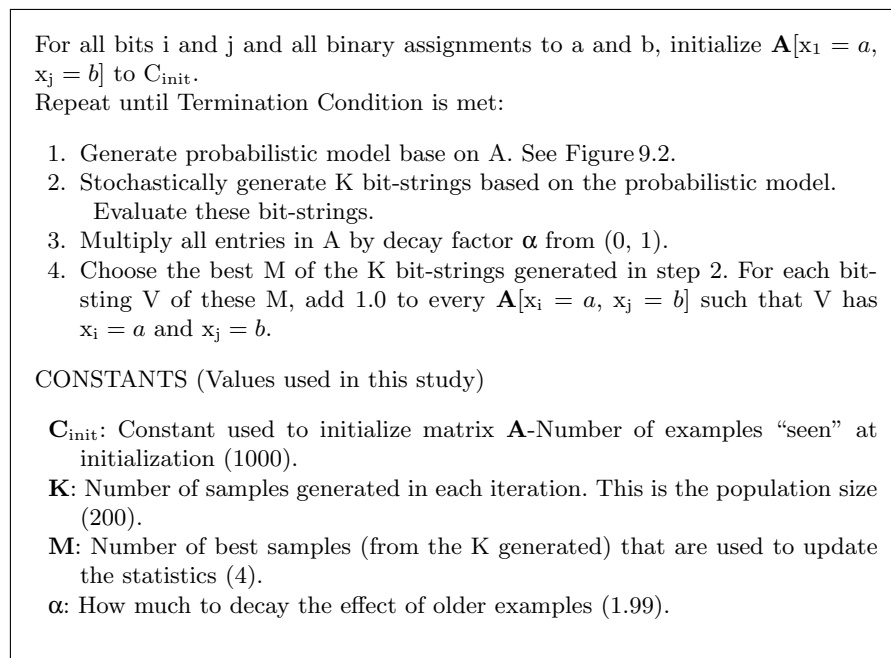 For all bits i and j and all binary assignments to a and b, initialize A[x₁ = a,
xⱼ = b] to C_init.
Repeat until Termination Condition is met:
1. Generate probabilistic model base on A. See Figure 9.2.
2. Stochastically generate K bit-strings based on the probabilistic model.
Evaluate these bit-strings.
3. Multiply all entries in A by decay factor α from (0, 1).
4. Choose the best M of the K bit-strings generated in step 2. For each bit-
sting V of these M, add 1.0 to every A[xᵢ = a, xⱼ = b] such that V has
xᵢ = a and xⱼ = b.
CONSTANTS (Values used in this study)
C_init: Constant used to initialize matrix A-Number of examples “seen” at
initialization (1000).
K: Number of samples generated in each iteration. This is the population size
(200).
M: Number of best samples (from the K generated) that are used to update
the statistics (4).
α: How much to decay the effect of older examples (1.99).